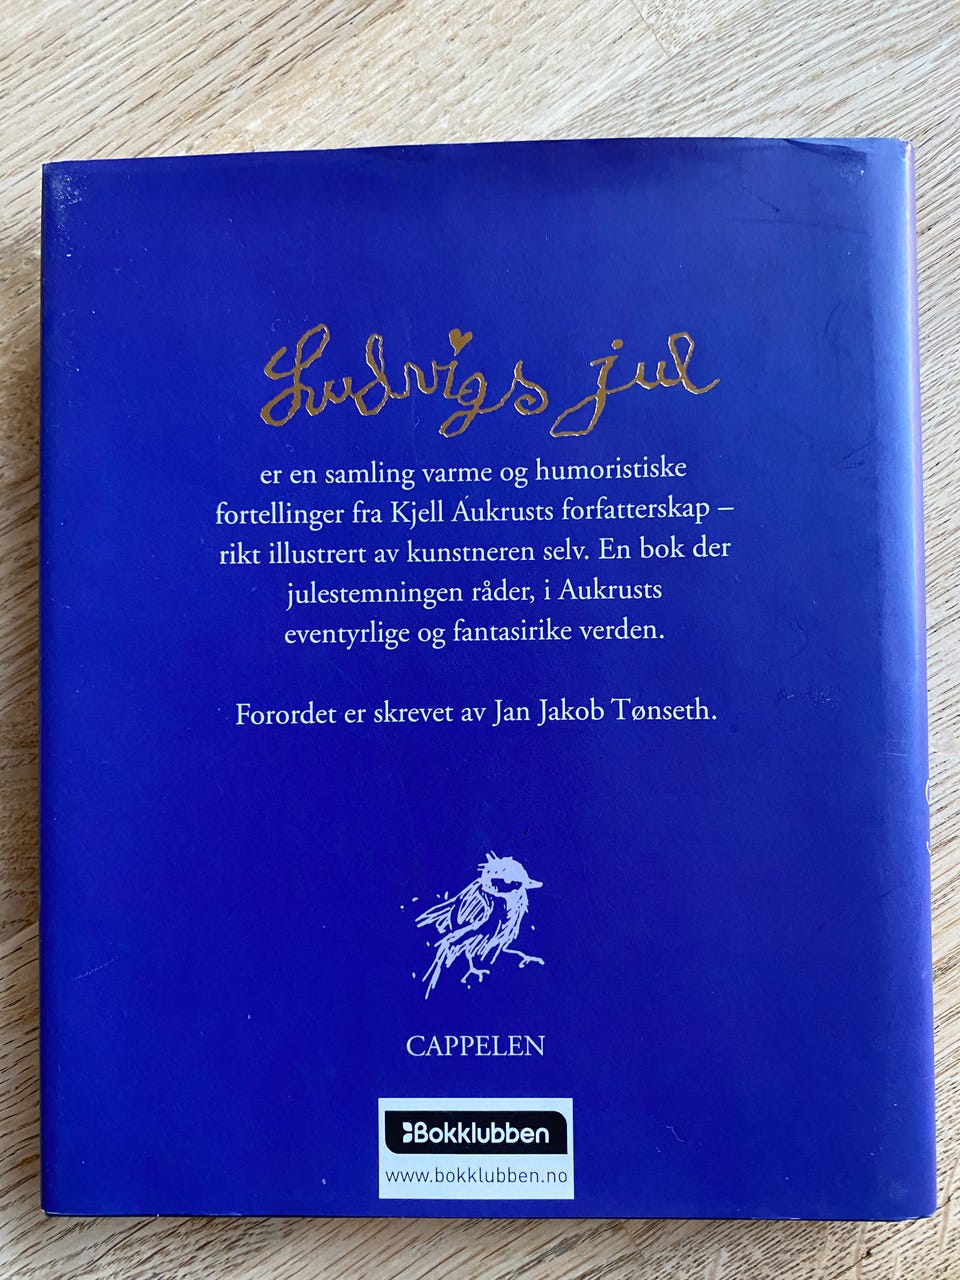 Ludvigs jul
er en samling varme og humoristiske
fortellinger fra Kjell Aukrusts forfatterskap –
rikt illustrert av kunstneren selv. En bok der
julestemningen råder, i Aukrusts
eventyrlige og fantasirike verden.
Forordet er skrevet av Jan Jakob Tønseth.
CAPPELEN
Bokklubben
www.bokklubben.no